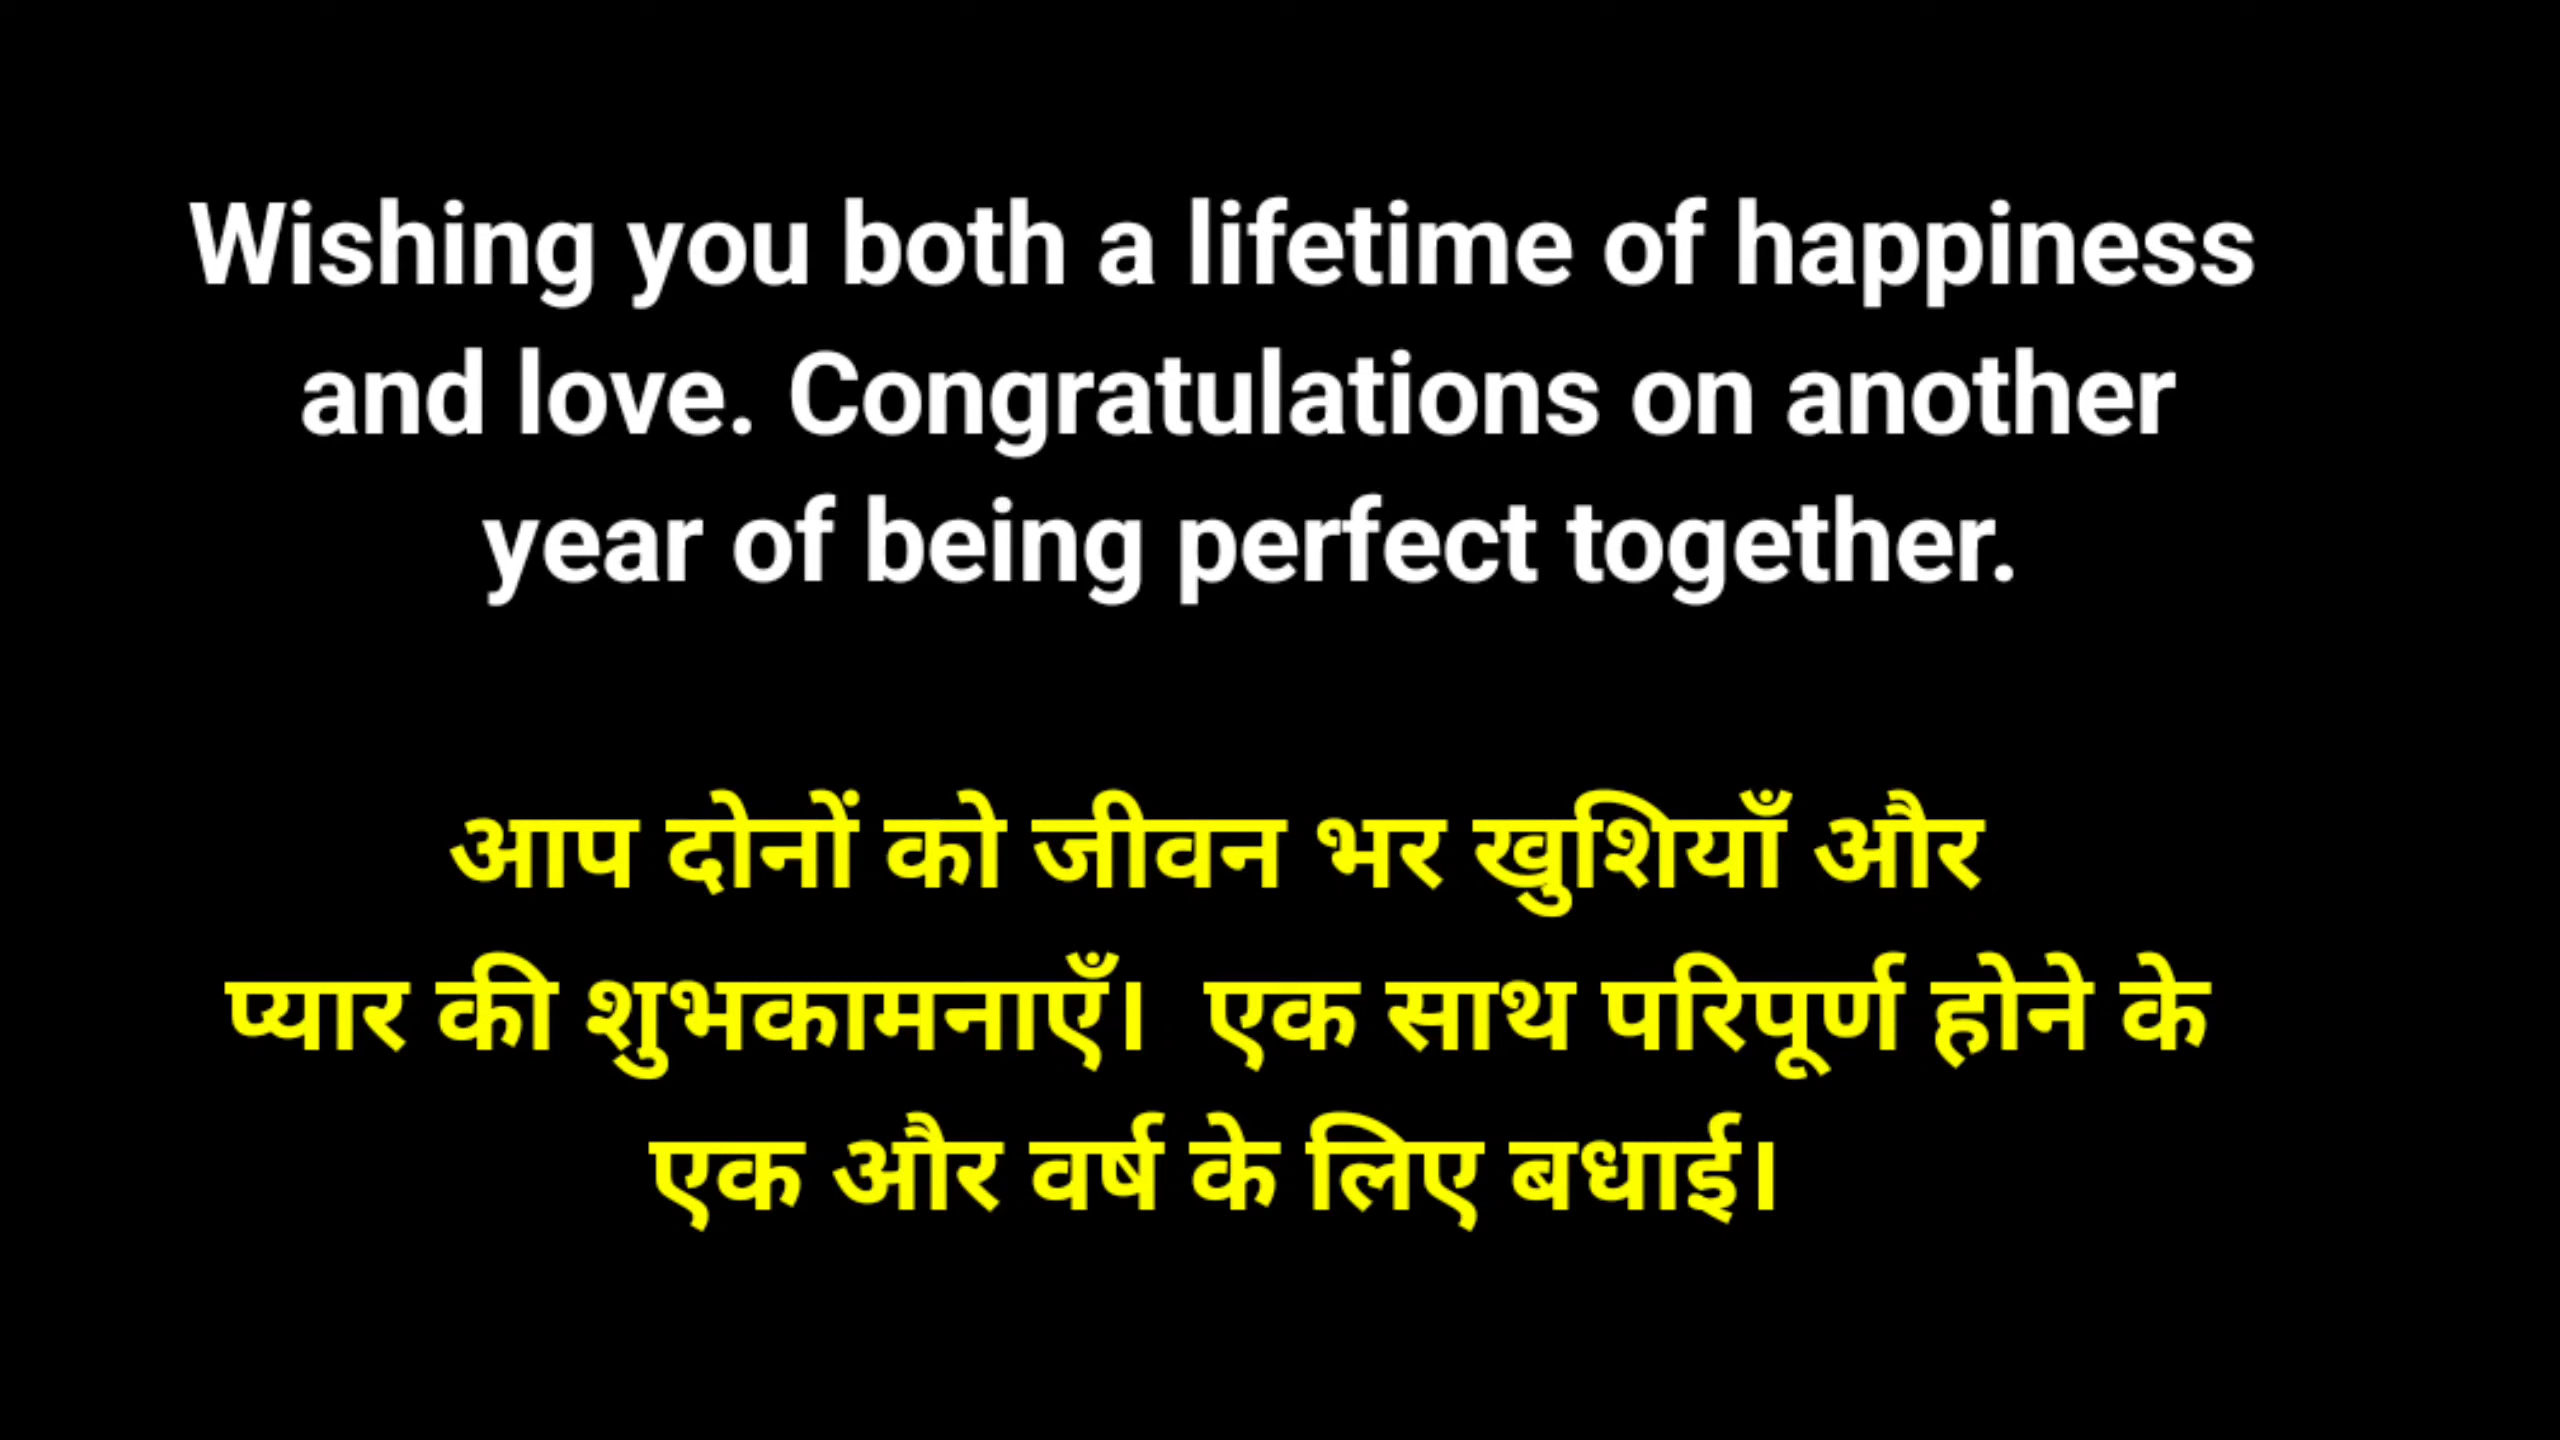 Wishing you both a lifetime of happiness
and love. Congratulations on another
year of being perfect together.
आप दोनों को जीवन भर खुशियाँ और
प्यार की शुभकामनाएँ। एक साथ परिपूर्ण होने के
एक और वर्ष के लिए बधाई।